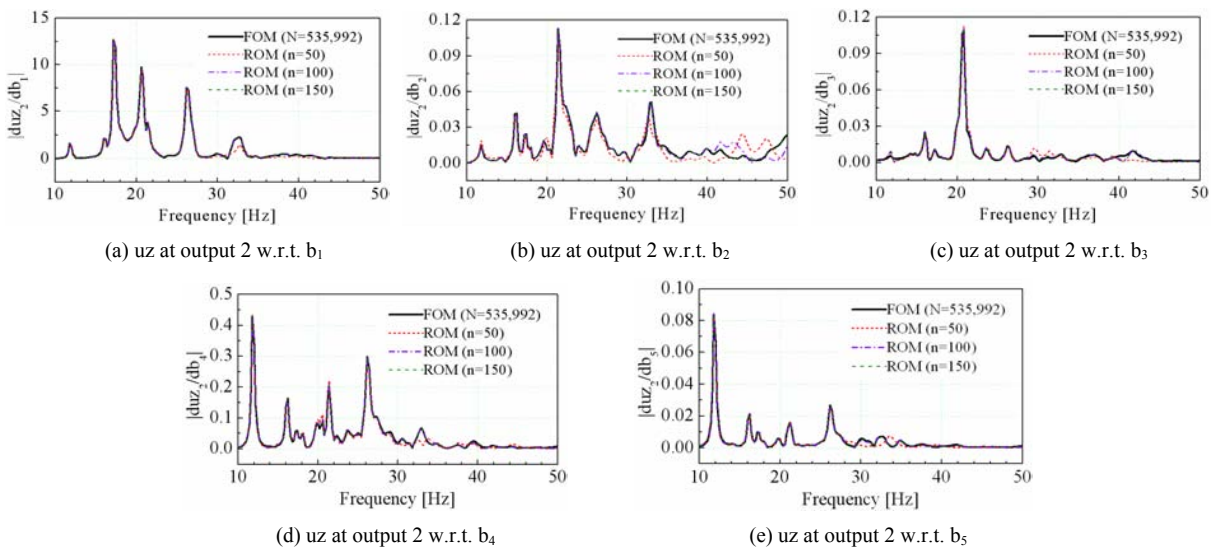 15
10
5
0
|duz₂/db₁|
FOM (N=535,992)
ROM (n=50)
ROM (n=100)
ROM (n=150)
10 20 30 40 50
Frequency [Hz]
(a) uz at output 2 w.r.t. b₁
0.12
0.09
0.06
0.03
0.00
|duz₂/db₂|
FOM (N=535,992)
ROM (n=50)
ROM (n=100)
ROM (n=150)
10 20 30 40 50
Frequency [Hz]
(b) uz at output 2 w.r.t. b₂
0.12
0.09
0.06
0.03
0.00
|duz₂/db₃|
FOM (N=535,992)
ROM (n=50)
ROM (n=100)
ROM (n=150)
10 20 30 40 50
Frequency [Hz]
(c) uz at output 2 w.r.t. b₃
0.5
0.4
0.3
0.2
0.1
0.0
|duz₂/db₄|
FOM (N=535,992)
ROM (n=50)
ROM (n=100)
ROM (n=150)
10 20 30 40 50
Frequency [Hz]
(d) uz at output 2 w.r.t. b₄
0.10
0.08
0.06
0.04
0.02
0.00
|duz₂/db₅|
FOM (N=535,992)
ROM (n=50)
ROM (n=100)
ROM (n=150)
10 20 30 40 50
Frequency [Hz]
(e) uz at output 2 w.r.t. b₅